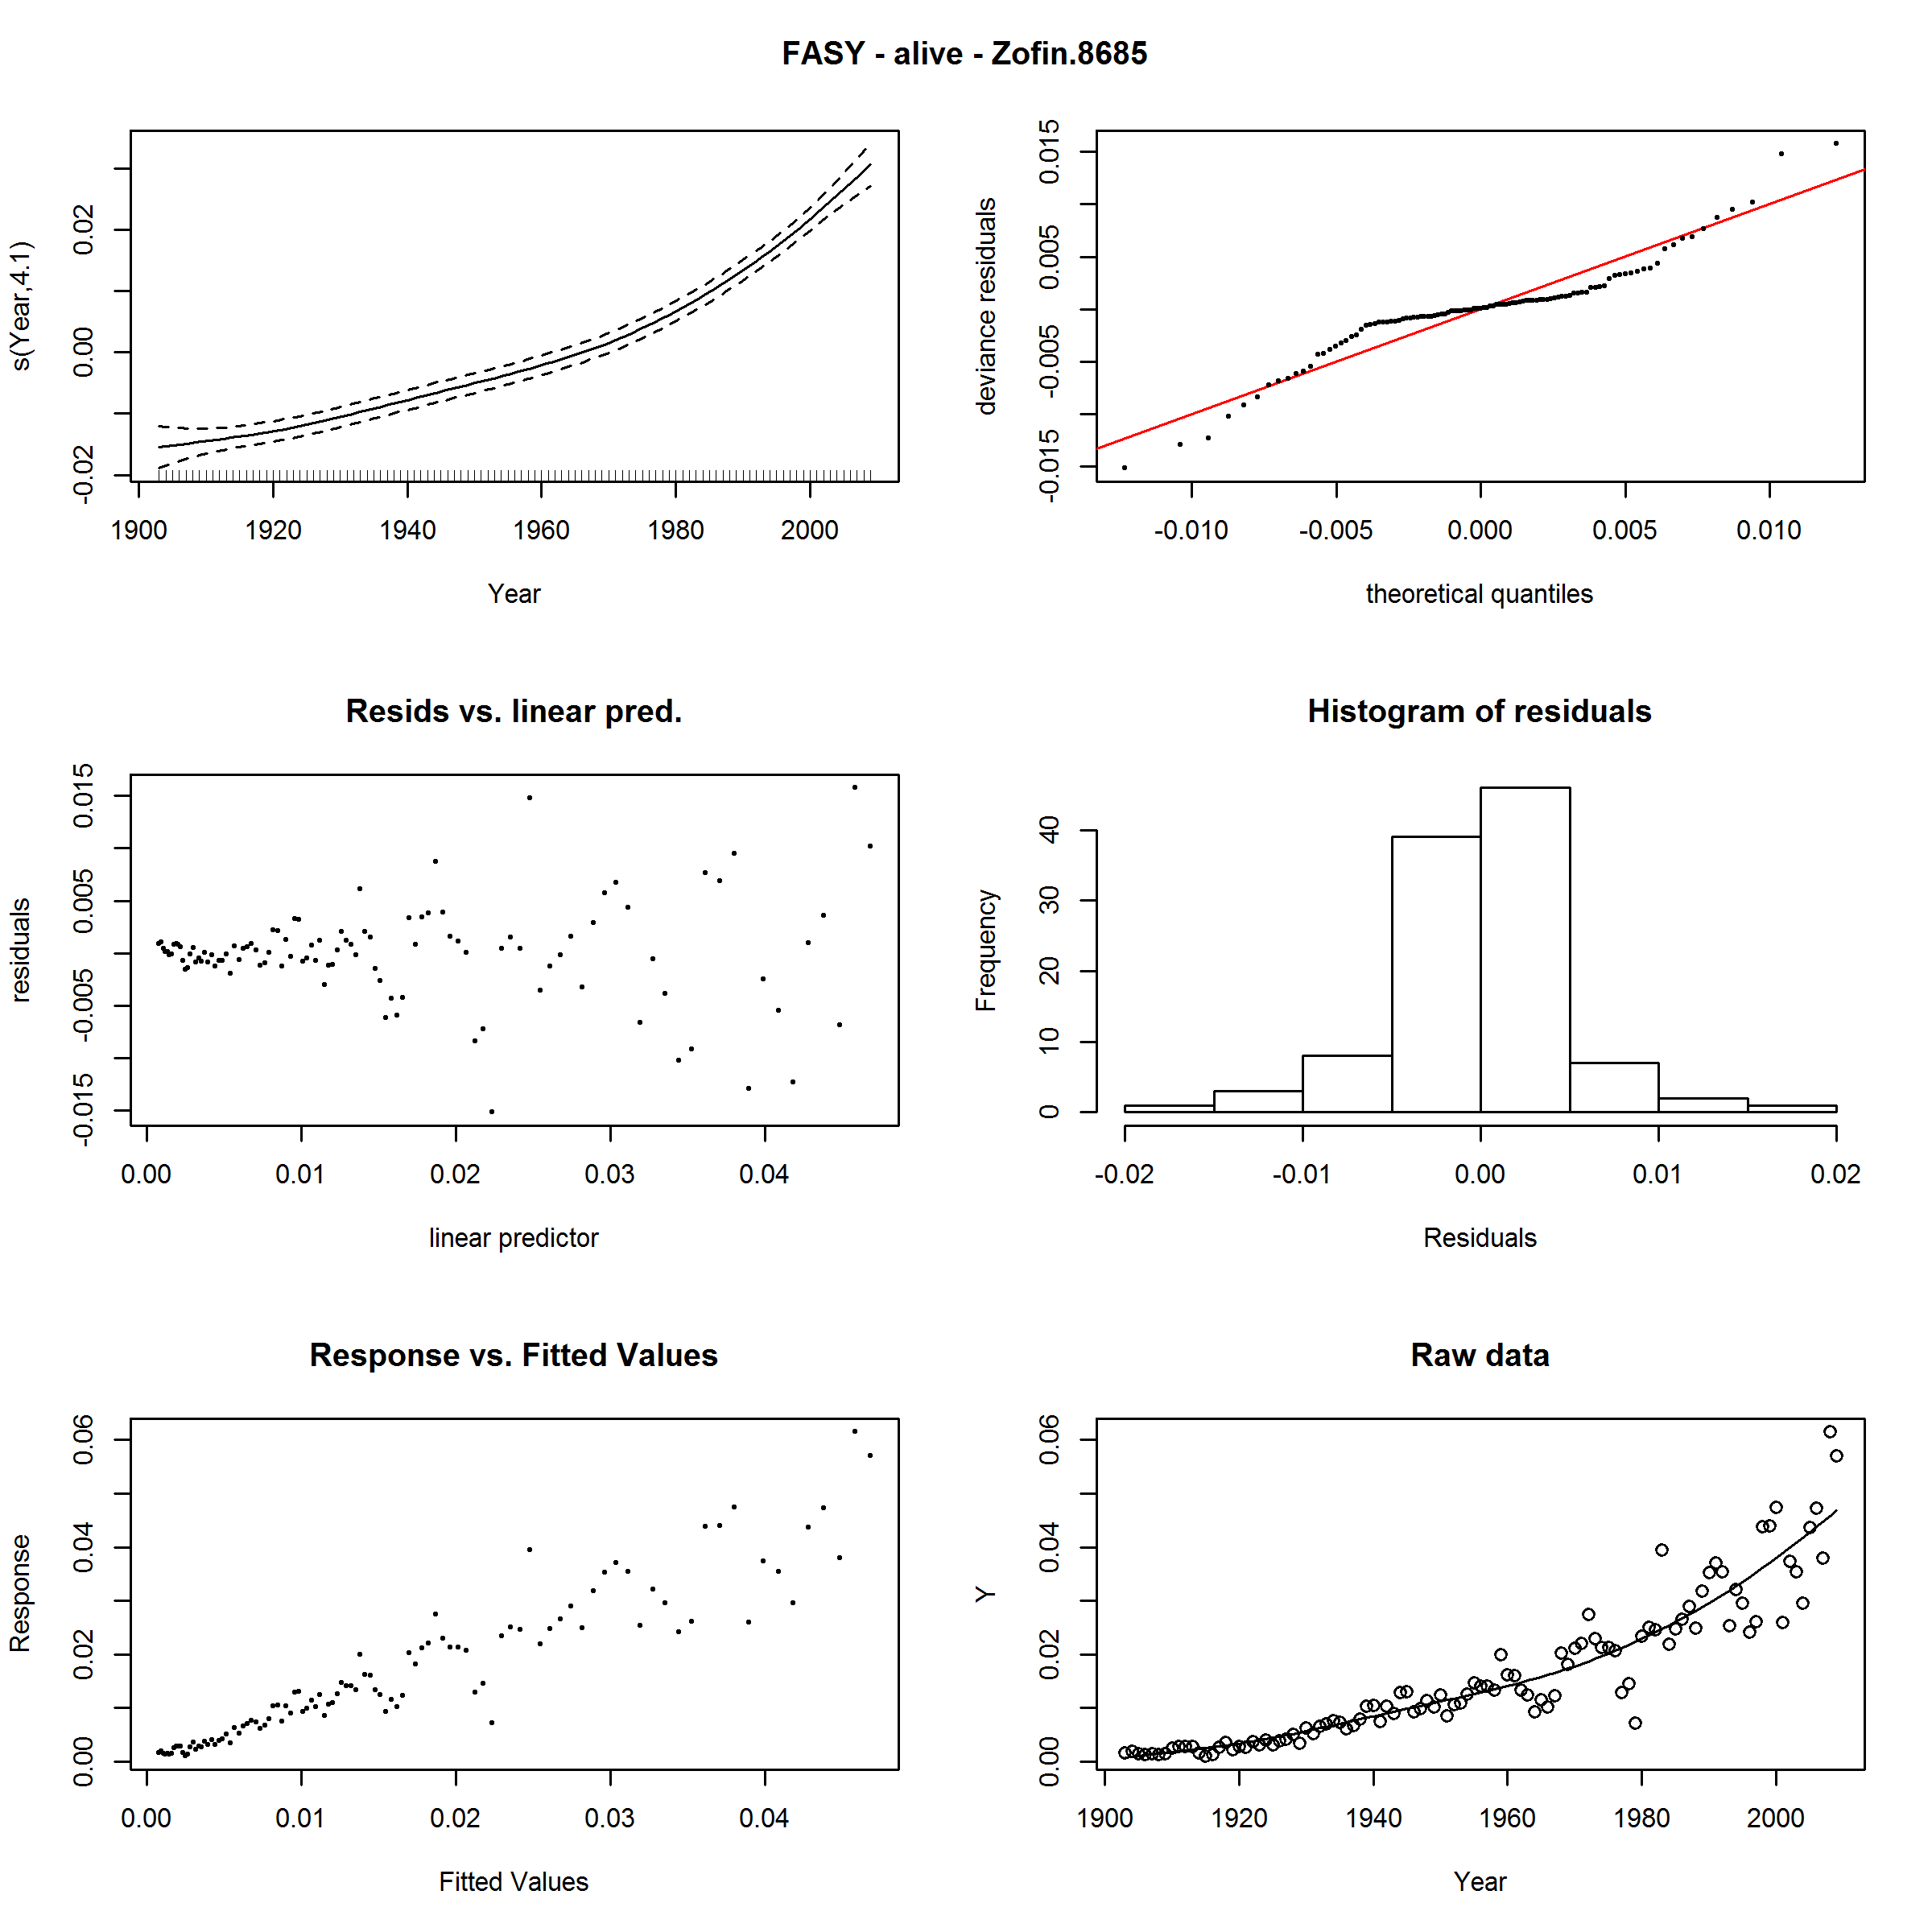 FASY - alive - Zofin.8685
s(Year,4.1)
-0.02 0.00 0.02
1900 1920 1940 1960 1980 2000
Year
deviance residuals
-0.015 -0.005 0.005 0.015
-0.010 -0.005 0.000 0.005 0.010
theoretical quantiles
Resids vs. linear pred.
residuals
-0.015 -0.005 0.005 0.015
0.00 0.01 0.02 0.03 0.04
linear predictor
Histogram of residuals
Frequency
0 10 20 30 40
-0.02 -0.01 0.00 0.01 0.02
Residuals
Response vs. Fitted Values
Response
0.00 0.02 0.04 0.06
0.00 0.01 0.02 0.03 0.04
Fitted Values
Raw data
Y
0.00 0.02 0.04 0.06
1900 1920 1940 1960 1980 2000
Year